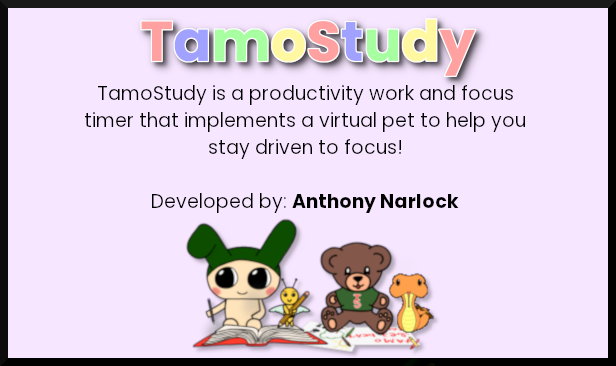 TamoStudy
TamoStudy is a productivity work and focus
timer that implements a virtual pet to help you
stay driven to focus!
Developed by: Anthony Narlock